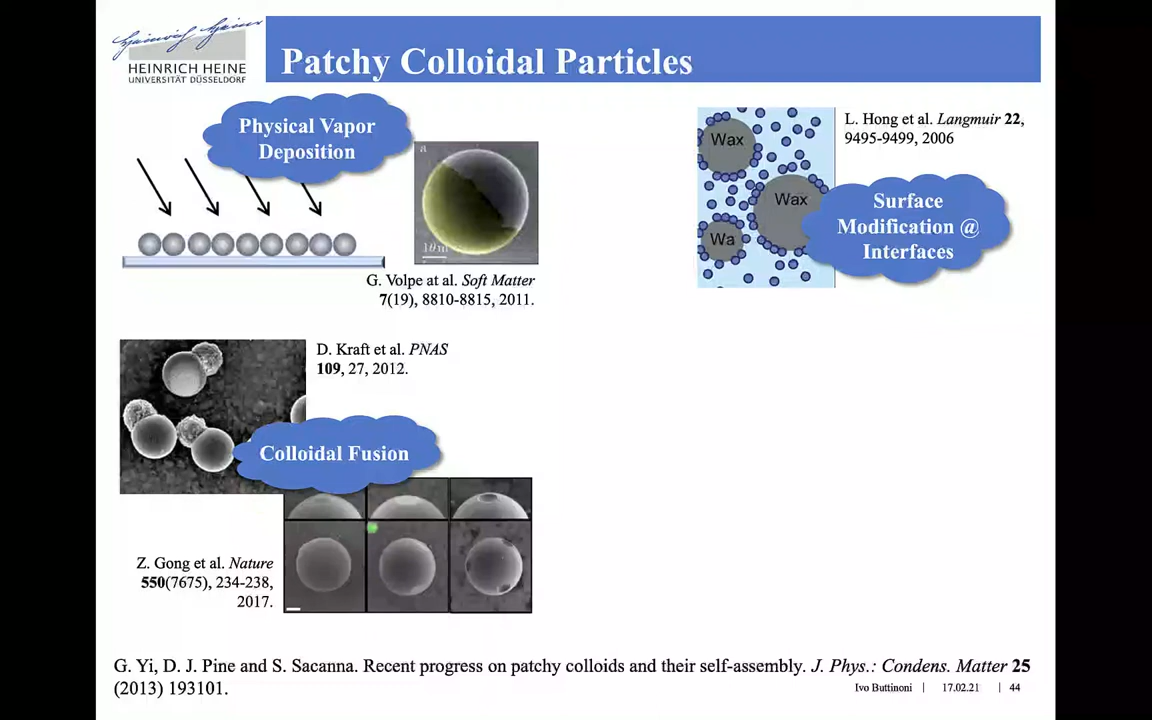 Heinrich Heine
HEINRICH HEINE
UNIVERSITÄT DÜSSELDORF
Patchy Colloidal Particles
Physical Vapor
Deposition
G. Volpe at al. Soft Matter
7(19), 8810-8815, 2011.
Wax
Wax
Wa
L. Hong et al. Langmuir 22,
9495-9499, 2006
Surface
Modification @
Interfaces
D. Kraft et al. PNAS
109, 27, 2012.
Colloidal Fusion
Z. Gong et al. Nature
550(7675), 234-238,
2017.
G. Yi, D. J. Pine and S. Sacanna. Recent progress on patchy colloids and their self-assembly. J. Phys.: Condens. Matter 25
(2013) 193101.
Ivo Buttinoni | 17.02.21 | 44